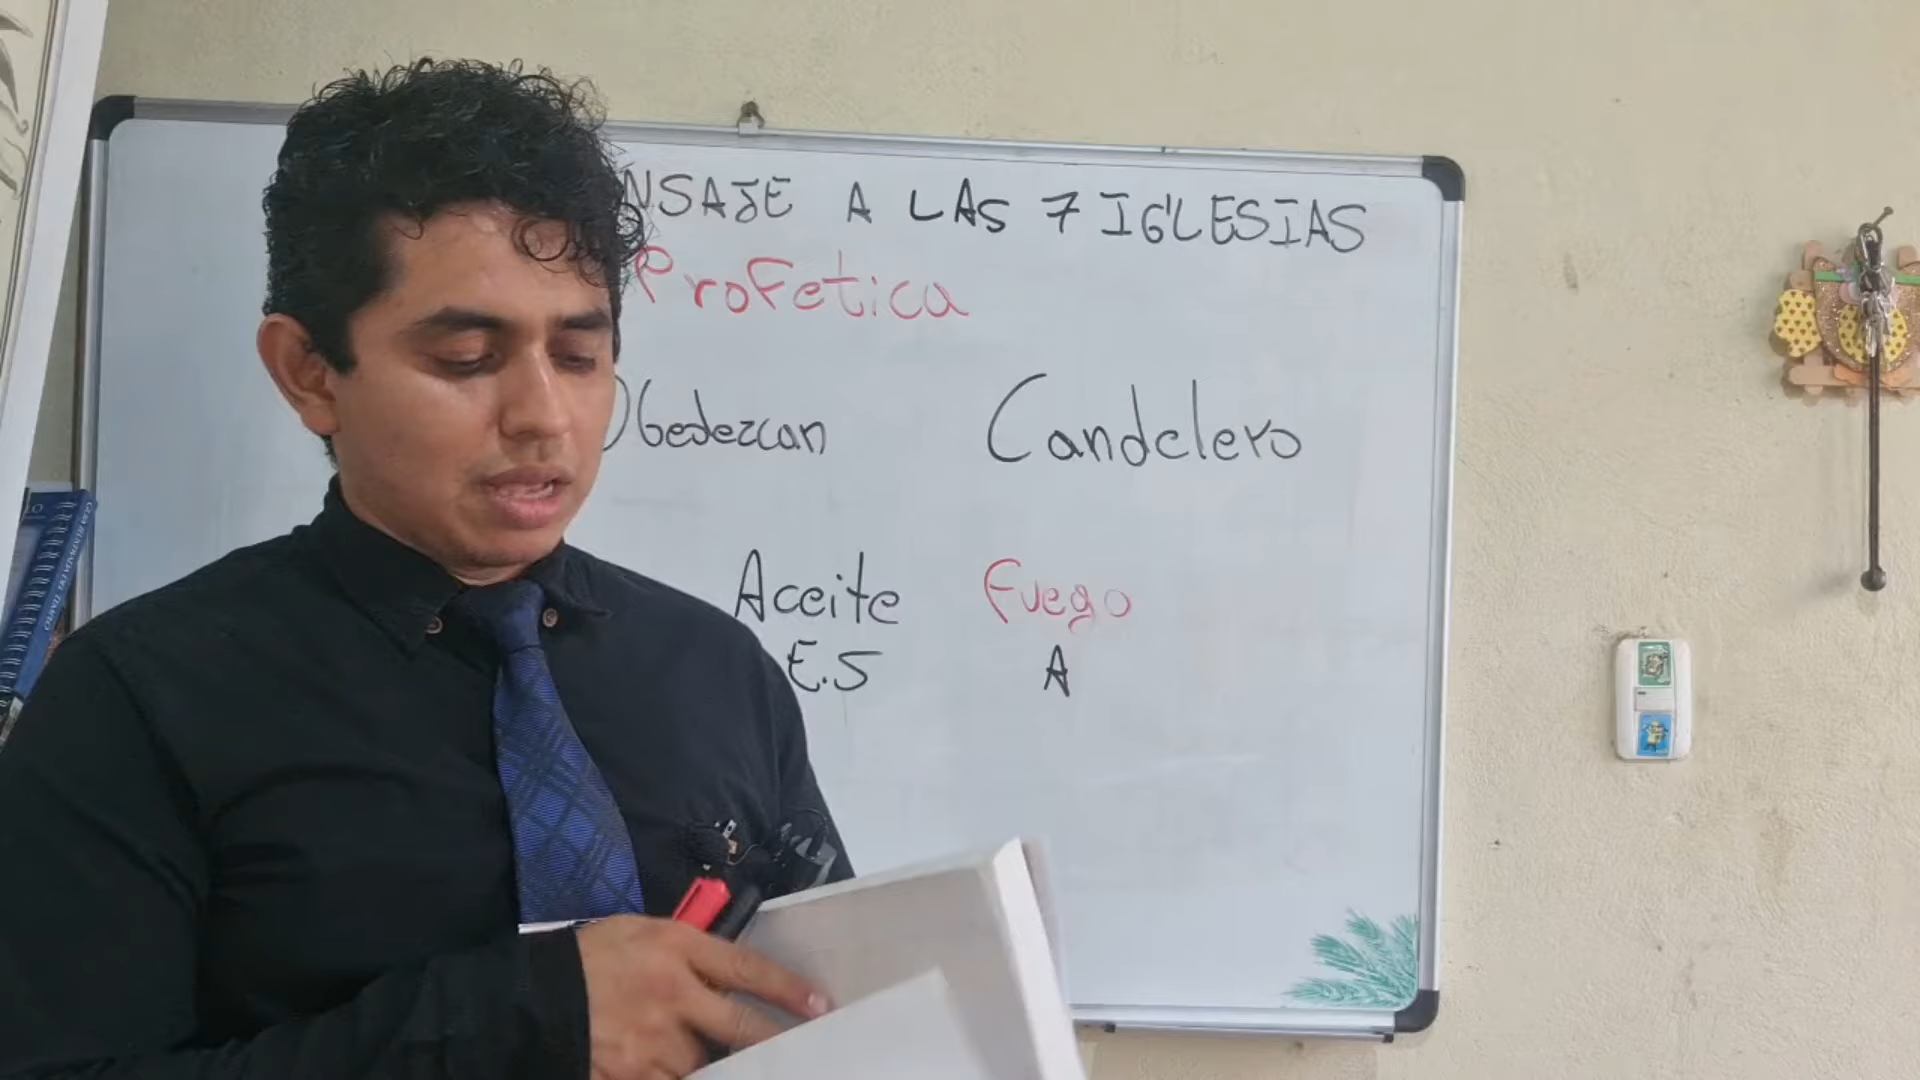 NSAJE A LAS 7 IGLESIAS
Profetica
Obedezcan Candelero
Aceite Fuego
E.S A